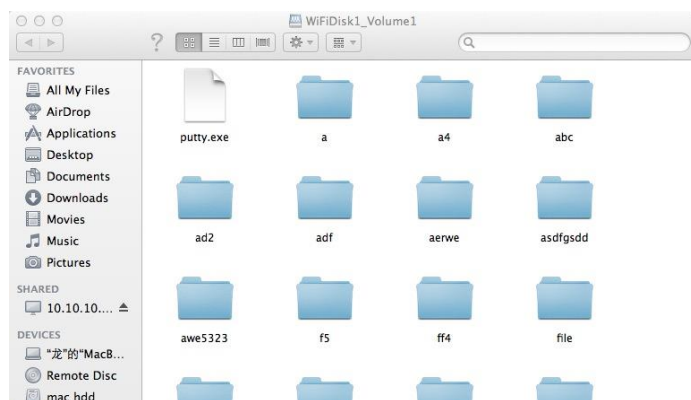 WiFiDisk1_Volume1
FAVORITES
All My Files
AirDrop
Applications
Desktop
Documents
Downloads
Movies
Music
Pictures
SHARED
10.10.10....
DEVICES
“龙”的“MacB...
Remote Disc
mac hdd
putty.exe a a4 abc
ad2 adf aerwe asdfgsdd
awe5323 f5 ff4 file